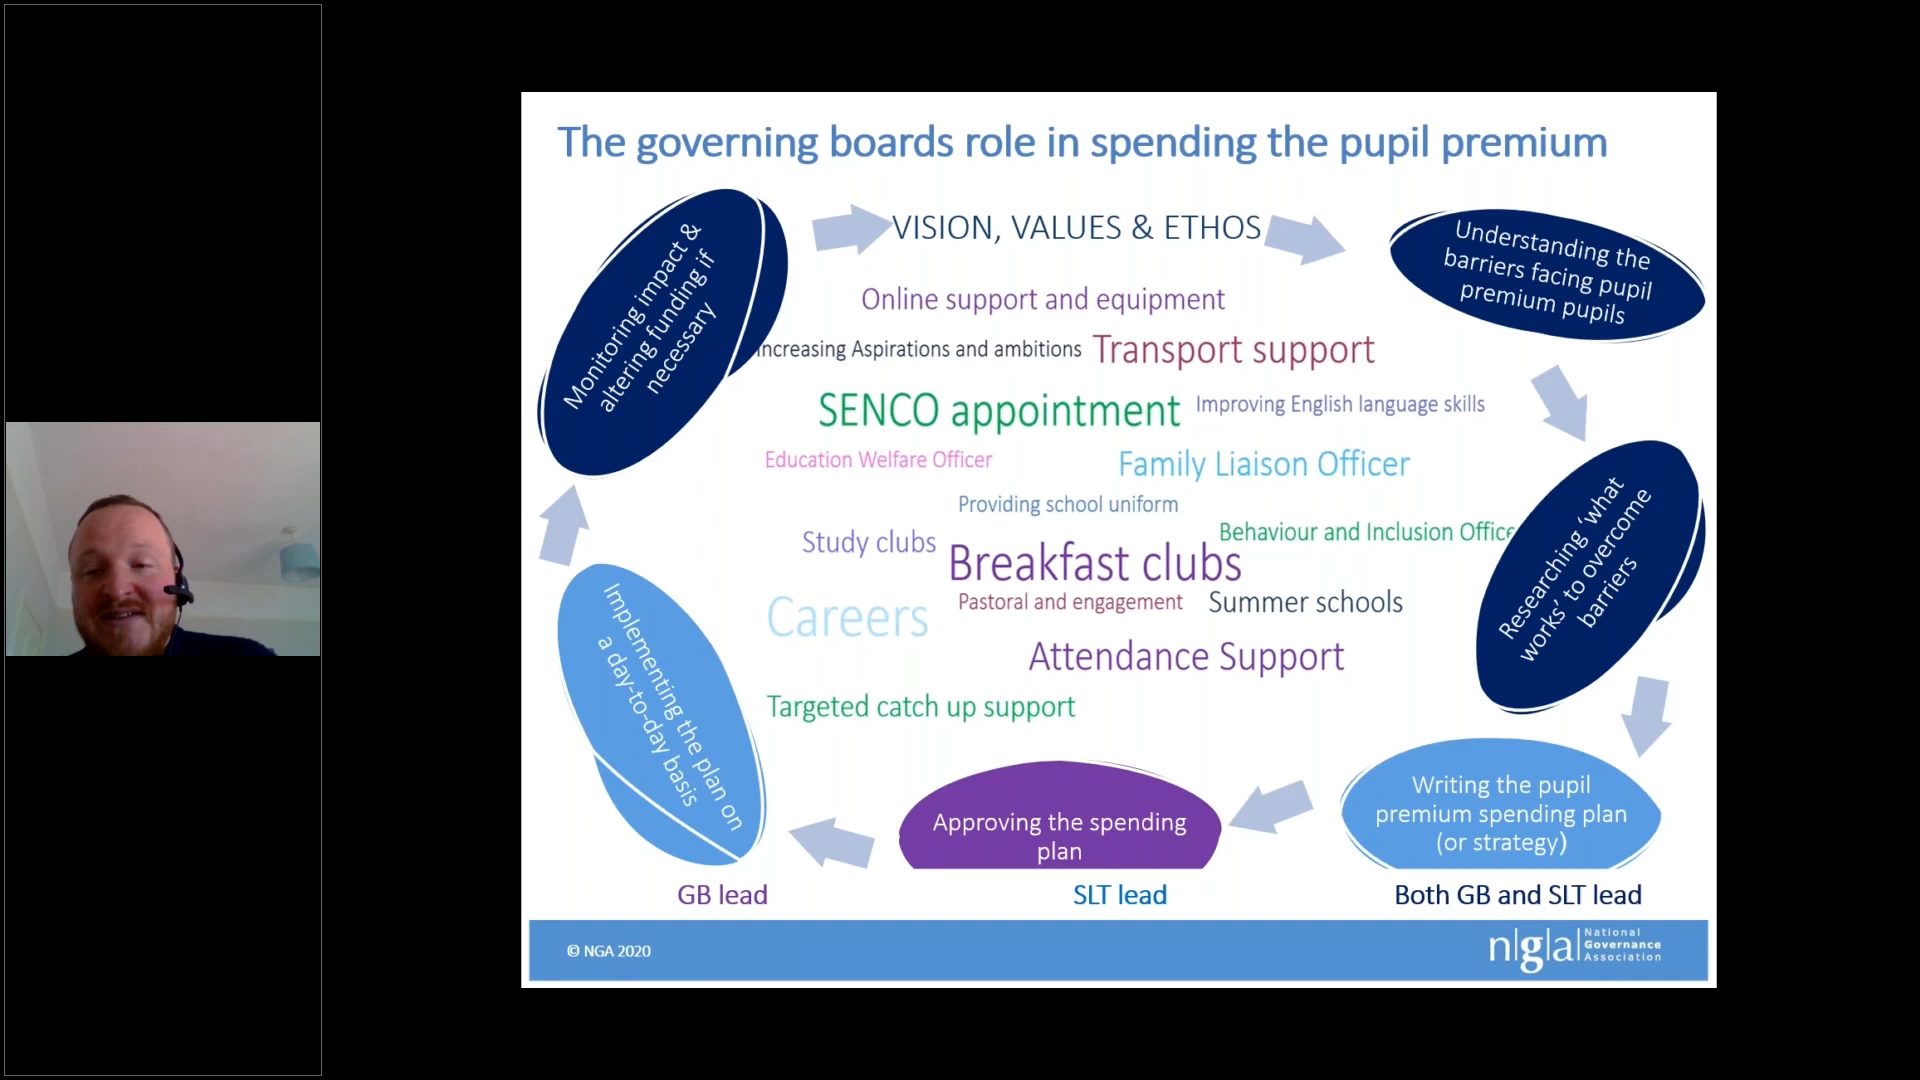 The governing boards role in spending the pupil premium
Monitoring impact &
altering funding if
necessary
VISION, VALUES & ETHOS
Understanding the
barriers facing pupil
premium pupils
Online support and equipment
Increasing Aspirations and ambitions
Transport support
SENCO appointment
Improving English language skills
Education Welfare Officer
Family Liaison Officer
Providing school uniform
Study clubs
Behaviour and Inclusion Office
Breakfast clubs
Researching ‘what
works’ to overcome
barriers
Careers
Pastoral and engagement
Summer schools
Attendance Support
Targeted catch up support
Implementing the plan on
a day-to-day basis
Approving the spending
plan
Writing the pupil
premium spending plan
(or strategy)
GB lead
SLT lead
Both GB and SLT lead
© NGA 2020
n|g|a|
National
Governance
Association